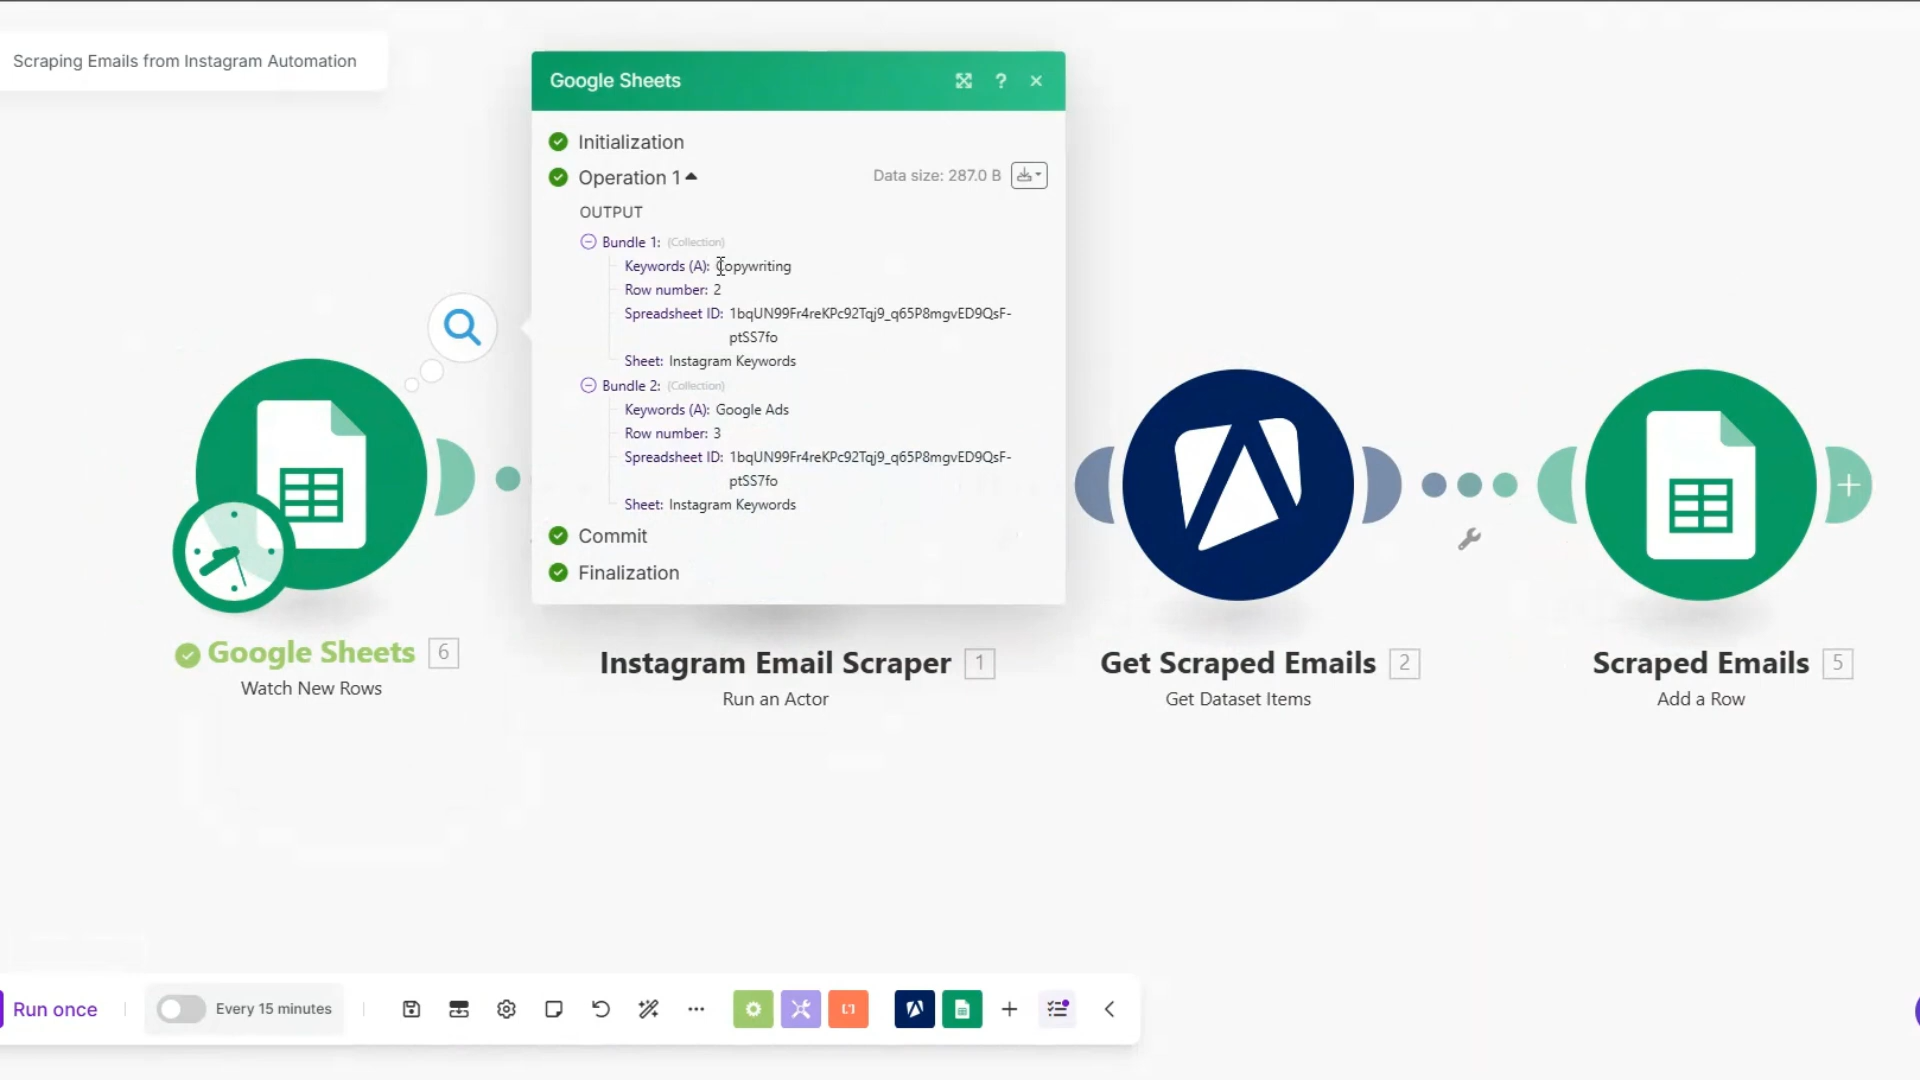 Scraping Emails from Instagram Automation
Google Sheets
?
Initialization
Operation 1
Data size: 287.0 B
OUTPUT
Bundle 1: (Collection)
Keywords (A): Copywriting
Row number: 2
Spreadsheet ID: 1bqUN99Fr4reKPc92Tqj9_q65P8mgvED9QsF-
ptSS7fo
Sheet: Instagram Keywords
Bundle 2: (Collection)
Keywords (A): Google Ads
Row number: 3
Spreadsheet ID: 1bqUN99Fr4reKPc92Tqj9_q65P8mgvED9QsF-
ptSS7fo
Sheet: Instagram Keywords
Commit
Finalization
Google Sheets 6
Watch New Rows
Instagram Email Scraper 1
Run an Actor
Get Scraped Emails 2
Get Dataset Items
Scraped Emails 5
Add a Row
Run once
Every 15 minutes